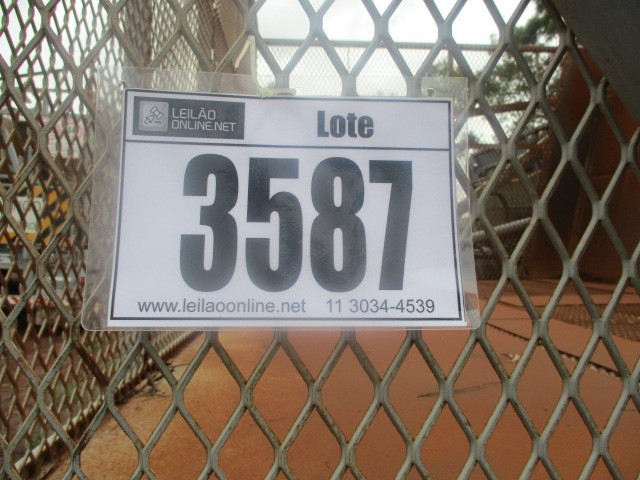 LEILÃO
ONLINE.NET
Lote
3587
www.leilaoonline.net 11 3034-4539